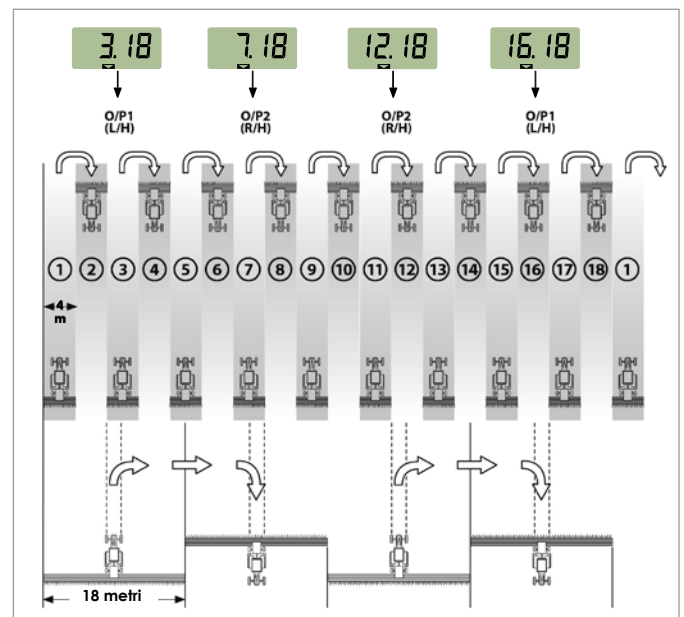 3.18 7.18 12.18 16.18
O/P1 O/P2 O/P2 O/P1
(L/H) (R/H) (R/H) (L/H)
1 2 3 4 5 6 7 8 9 10 11 12 13 14 15 16 17 18 1
4
m
18 metri